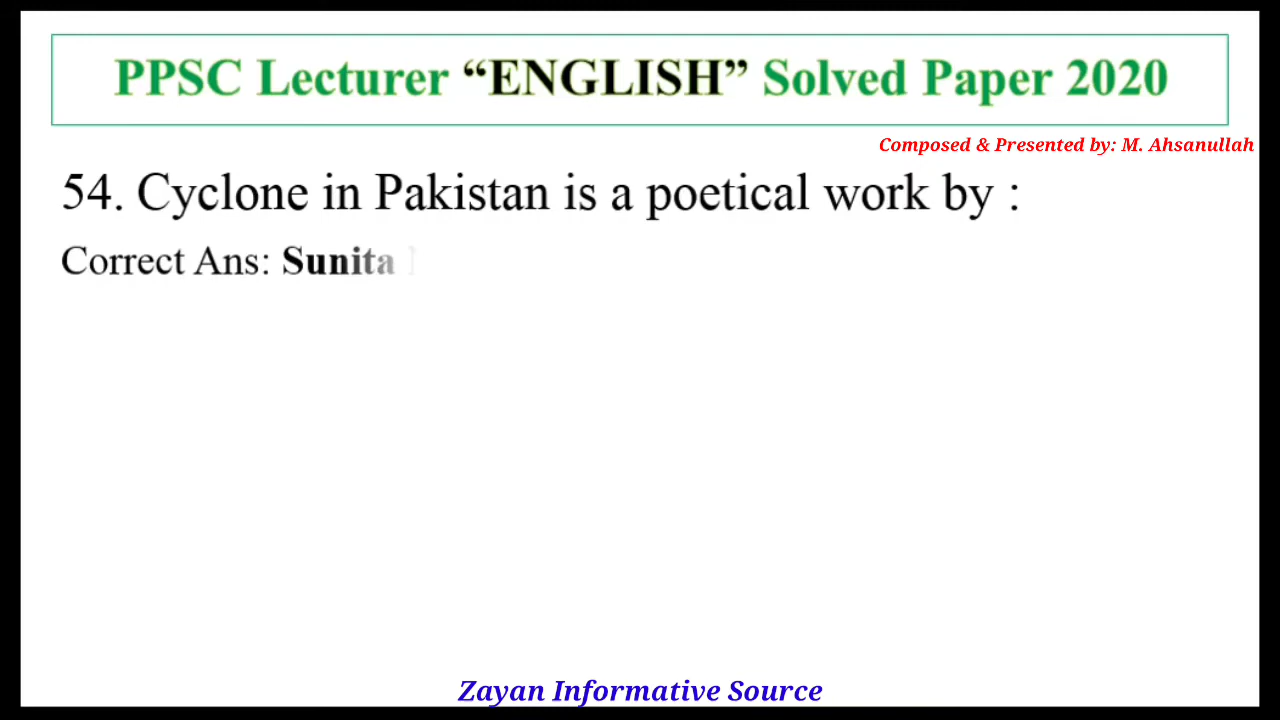 PPSC Lecturer “ENGLISH” Solved Paper 2020
Composed & Presented by: M. Ahsanullah
54. Cyclone in Pakistan is a poetical work by :
Correct Ans: Sunita
Zayan Informative Source